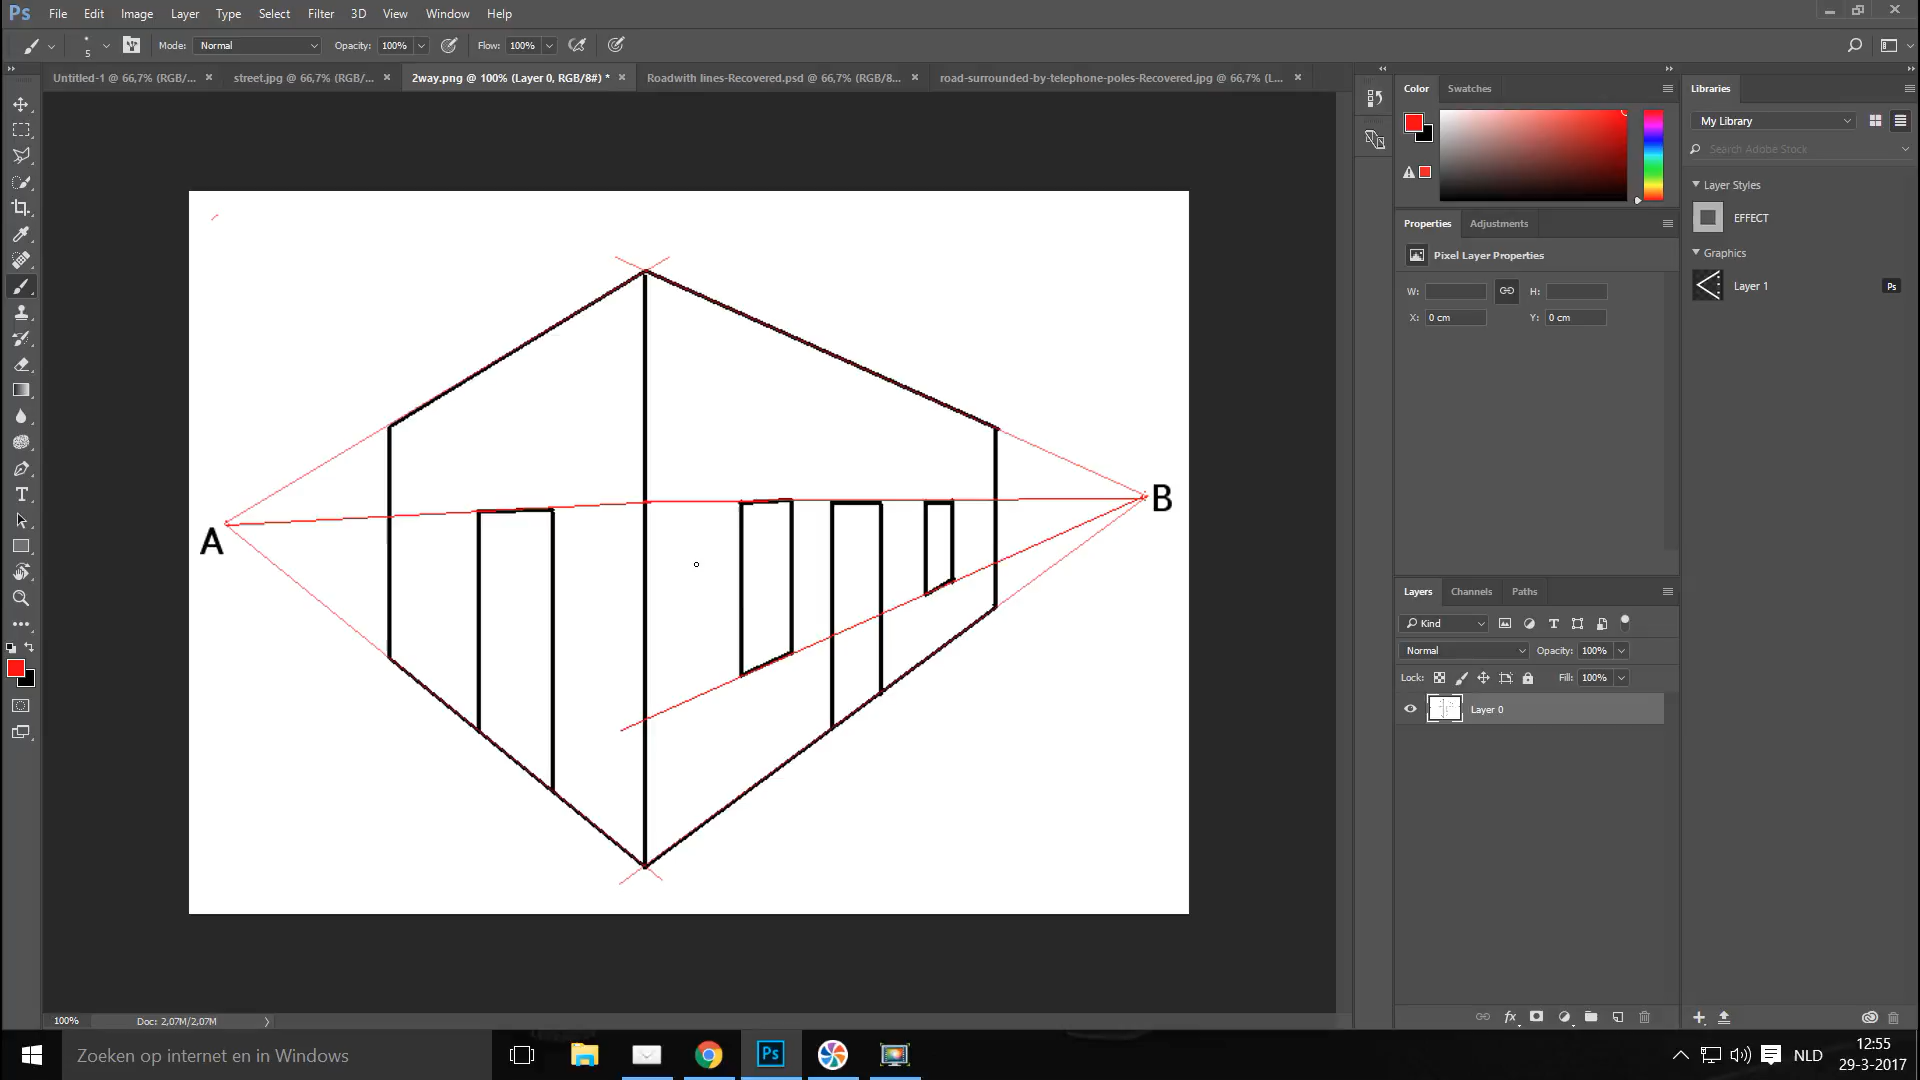 Ps File Edit Image Layer Type Select Filter 3D View Window Help
5 Mode: Normal Opacity: 100% Flow: 100%
Untitled-1 @ 66,7% (RGB/... × street.jpg @ 66,7% (RGB/... × 2way.png @ 100% (Layer 0, RGB/8#) * × Roadwith lines-Recovered.psd @ 66,7% (RGB/8... × road-surrounded-by-telephone-poles-Recovered.jpg @ 66,7% (L... ×
A
B
Color Swatches
Properties Adjustments
Pixel Layer Properties
W: H:
X: 0 cm Y: 0 cm
Layers Channels Paths
Kind
Normal Opacity: 100%
Lock: Fill: 100%
Layer 0
fx
Libraries
My Library
Search Adobe Stock
Layer Styles
EFFECT
Graphics
Layer 1 Ps
100% Doc: 2,07M/2,07M
Zoeken op internet en in Windows
Ps
NLD
12:55
29-3-2017